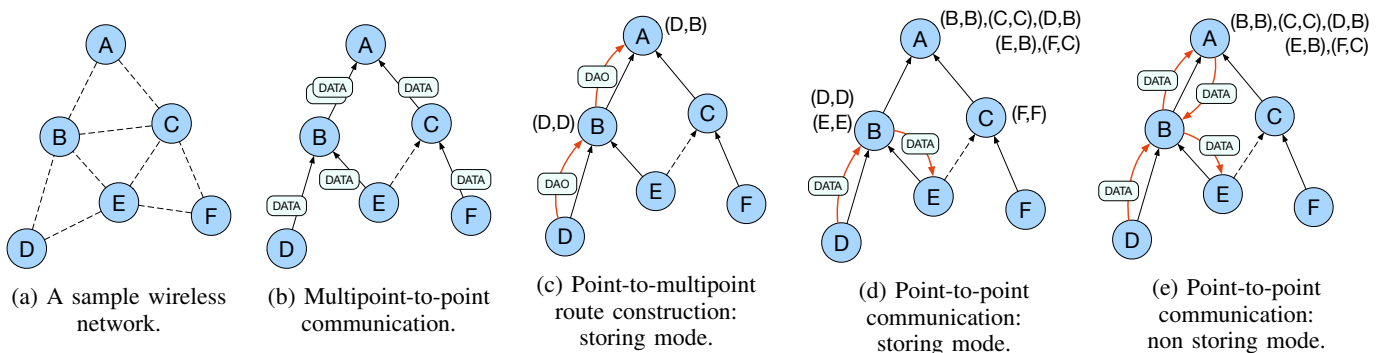 A
B
C
E
F
D
(a) A sample wireless
network.
A
DATA
DATA
B
C
DATA
DATA
DATA
E
F
D
(b) Multipoint-to-point
communication.
A
(D,B)
DAO
(D,D)
B
C
DAO
E
F
D
(c) Point-to-multipoint
route construction:
storing mode.
(B,B),(C,C),(D,B)
(E,B),(F,C)
A
(D,D)
(E,E)
B
C
(F,F)
DATA
DATA
E
F
D
(d) Point-to-point
communication:
storing mode.
(B,B),(C,C),(D,B)
(E,B),(F,C)
A
DATA
DATA
B
C
DATA
DATA
E
F
D
(e) Point-to-point
communication:
non storing mode.